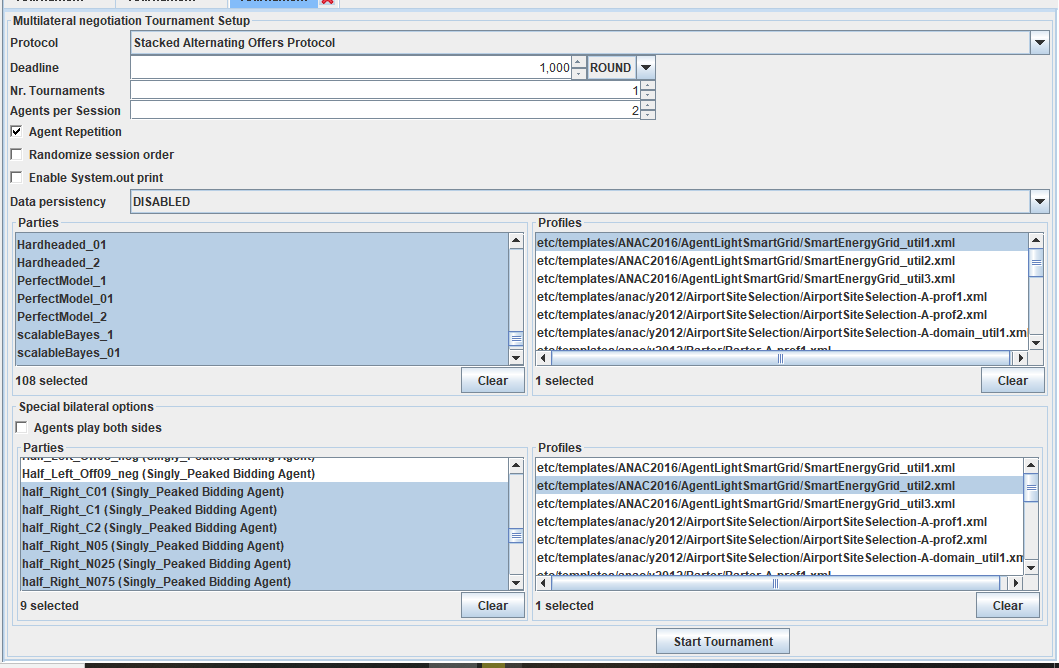 Tournament
Multilateral negotiation Tournament Setup
Protocol Stacked Alternating Offers Protocol
Deadline 1,000 ROUND
Nr. Tournaments 1
Agents per Session 2
Agent Repetition
Randomize session order
Enable System.out print
Data persistency DISABLED
Parties
Hardheaded_01
Hardheaded_2
PerfectModel_1
PerfectModel_01
PerfectModel_2
scalableBayes_1
scalableBayes_01
108 selected
Clear
Profiles
etc/templates/ANAC2016/AgentLightSmartGrid/SmartEnergyGrid_util1.xml
etc/templates/ANAC2016/AgentLightSmartGrid/SmartEnergyGrid_util2.xml
etc/templates/ANAC2016/AgentLightSmartGrid/SmartEnergyGrid_util3.xml
etc/templates/anac/y2012/AirportSiteSelection/AirportSiteSelection-A-prof1.xml
etc/templates/anac/y2012/AirportSiteSelection/AirportSiteSelection-A-prof2.xml
etc/templates/anac/y2012/AirportSiteSelection/AirportSiteSelection-A-domain_util1.xml
1 selected
Clear
Special bilateral options
Agents play both sides
Parties
Half_Left_Off09_neg (Singly_Peaked Bidding Agent)
half_Right_C01 (Singly_Peaked Bidding Agent)
half_Right_C1 (Singly_Peaked Bidding Agent)
half_Right_C2 (Singly_Peaked Bidding Agent)
half_Right_N05 (Singly_Peaked Bidding Agent)
half_Right_N025 (Singly_Peaked Bidding Agent)
half_Right_N075 (Singly_Peaked Bidding Agent)
9 selected
Clear
Profiles
etc/templates/ANAC2016/AgentLightSmartGrid/SmartEnergyGrid_util1.xml
etc/templates/ANAC2016/AgentLightSmartGrid/SmartEnergyGrid_util2.xml
etc/templates/ANAC2016/AgentLightSmartGrid/SmartEnergyGrid_util3.xml
etc/templates/anac/y2012/AirportSiteSelection/AirportSiteSelection-A-prof1.xml
etc/templates/anac/y2012/AirportSiteSelection/AirportSiteSelection-A-prof2.xml
etc/templates/anac/y2012/AirportSiteSelection/AirportSiteSelection-A-domain_util1.xm
1 selected
Clear
Start Tournament